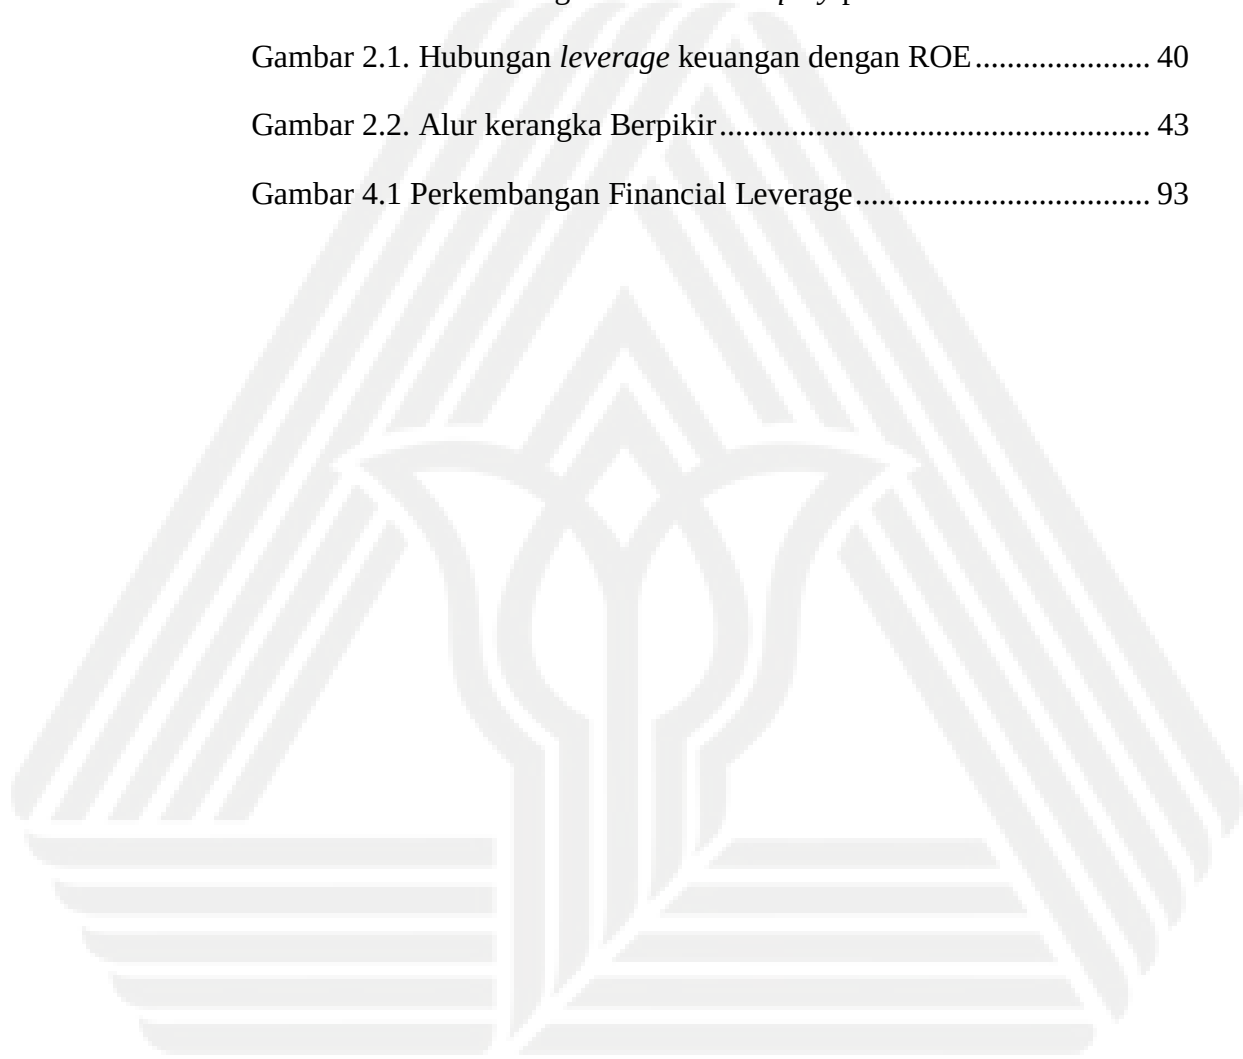 Gambar 2.1. Hubungan leverage keuangan dengan ROE...................... 40
Gambar 2.2. Alur kerangka Berpikir...................................................... 43
Gambar 4.1 Perkembangan Financial Leverage..................................... 93